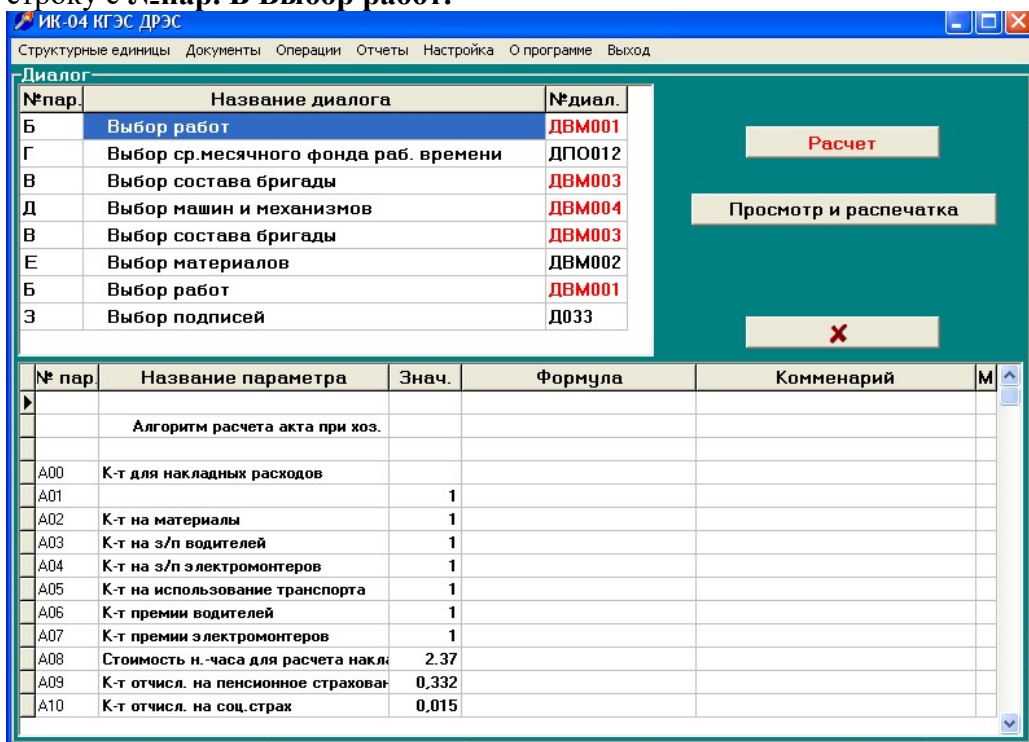 строку с №пар. В Выбор работ.
ИК-04 КГЭС ДРЭС
Структурные единицы Документы Операции Отчеты Настройка О программе Выход
Диалог
№пар. Название диалога №диал.
Б Выбор работ ДВМ001
Г Выбор ср.месячного фонда раб. времени ДПО012
В Выбор состава бригады ДВМ003
Д Выбор машин и механизмов ДВМ004
В Выбор состава бригады ДВМ003
Е Выбор материалов ДВМ002
Б Выбор работ ДВМ001
З Выбор подписей Д033
Расчет
Просмотр и распечатка
№ пар. Название параметра Знач. Формула Комменарий М
Алгоритм расчета акта при хоз.
А00 К-т для накладных расходов
А01 1
А02 К-т на материалы 1
А03 К-т на з/п водителей 1
А04 К-т на з/п электромонтеров 1
А05 К-т на использование транспорта 1
А06 К-т премии водителей 1
А07 К-т премии электромонтеров 1
А08 Стоимость н.-часа для расчета накла 2.37
А09 К-т отчисл. на пенсионное страхован 0,332
А10 К-т отчисл. на соц.страх 0,015